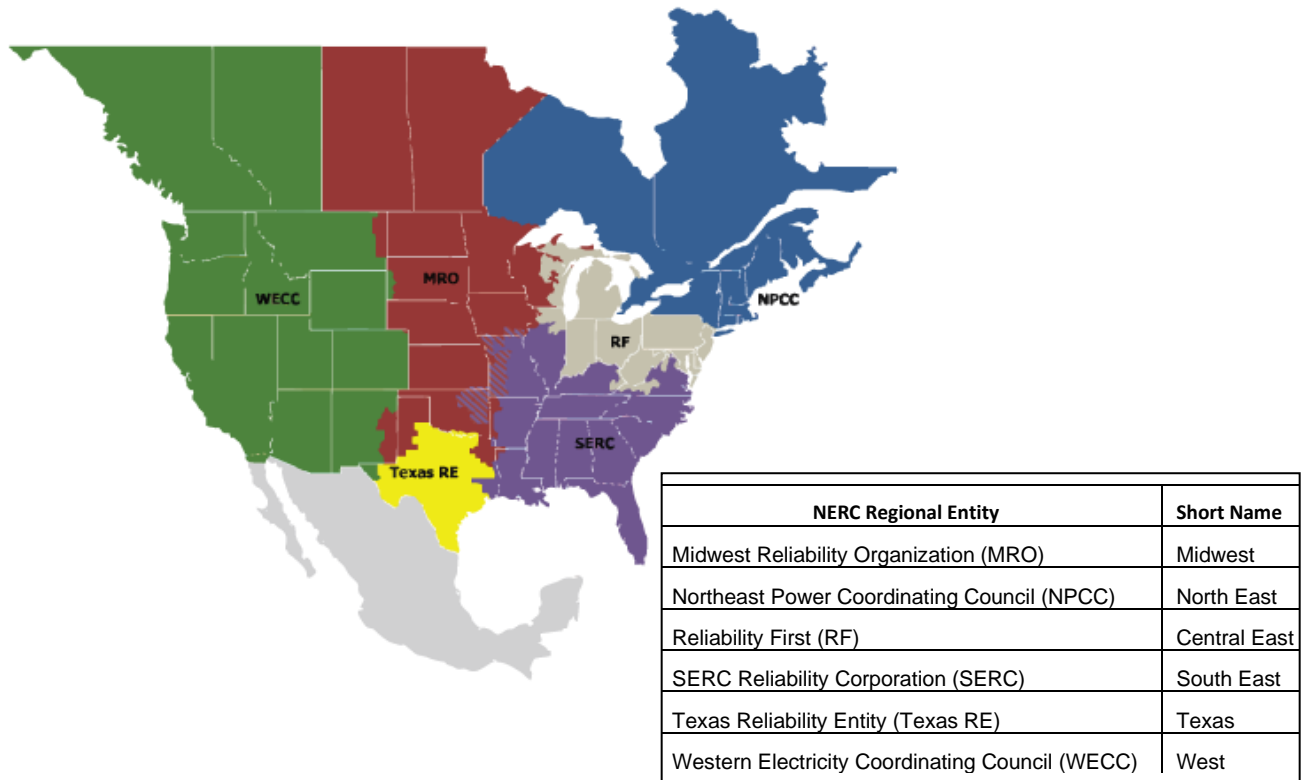 MRO
WECC
NPCC
RF
SERC
Texas RE
NERC Regional Entity Short Name
Midwest Reliability Organization (MRO) Midwest
Northeast Power Coordinating Council (NPCC) North East
Reliability First (RF) Central East
SERC Reliability Corporation (SERC) South East
Texas Reliability Entity (Texas RE) Texas
Western Electricity Coordinating Council (WECC) West